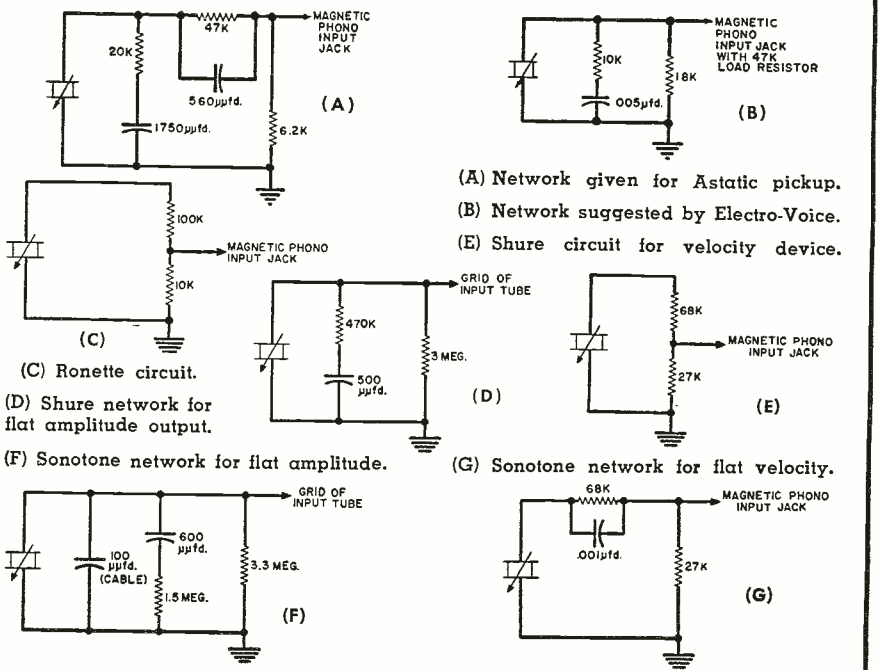 47K
MAGNETIC
PHONO
INPUT
JACK
20K
560µµfd.
1750µµfd.
6.2K
(A)
MAGNETIC
PHONO
INPUT JACK
WITH 47K
LOAD RESISTOR
10K
18K
.005µfd.
(B)
(A) Network given for Astatic pickup.
(B) Network suggested by Electro-Voice.
(E) Shure circuit for velocity device.
100K
MAGNETIC PHONO
INPUT JACK
10K
(C)
(C) Ronette circuit.
(D) Shure network for
flat amplitude output.
GRID OF
INPUT TUBE
470K
3 MEG.
500
µµfd.
(D)
68K
MAGNETIC PHONO
INPUT JACK
27K
(E)
(F) Sonotone network for flat amplitude.
(G) Sonotone network for flat velocity.
GRID OF
INPUT TUBE
600
µµfd.
100
µµfd.
(CABLE)
3.3 MEG.
1.5 MEG.
(F)
68K
MAGNETIC PHONO
INPUT JACK
.001µfd.
27K
(G)